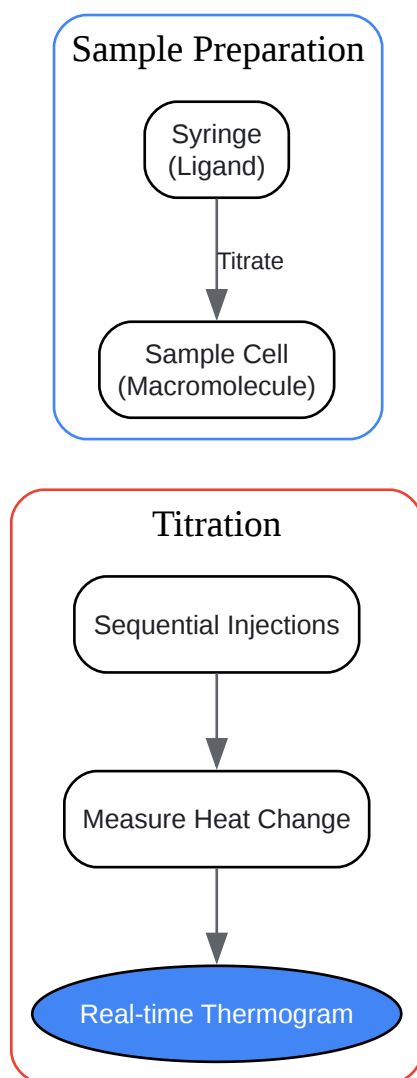 Sample Preparation
Syringe
(Ligand)
Titrate
Sample Cell
(Macromolecule)
Titration
Sequential Injections
Measure Heat Change
Real-time Thermogram